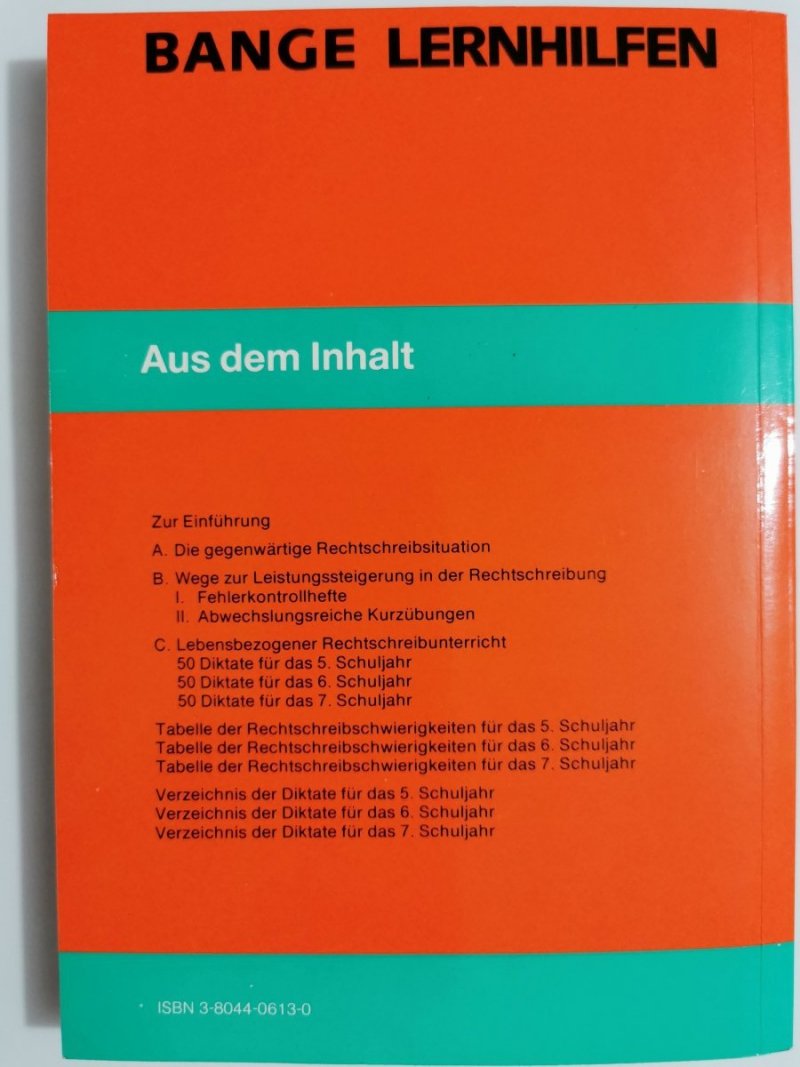 BANGE LERNHILFEN
Aus dem Inhalt
Zur Einführung
A. Die gegenwärtige Rechtschreibsituation
B. Wege zur Leistungssteigerung in der Rechtschreibung
I. Fehlerkontrollhefte
II. Abwechslungsreiche Kurzübungen
C. Lebensbezogener Rechtschreibunterricht
50 Diktate für das 5. Schuljahr
50 Diktate für das 6. Schuljahr
50 Diktate für das 7. Schuljahr
Tabelle der Rechtschreibschwierigkeiten für das 5. Schuljahr
Tabelle der Rechtschreibschwierigkeiten für das 6. Schuljahr
Tabelle der Rechtschreibschwierigkeiten für das 7. Schuljahr
Verzeichnis der Diktate für das 5. Schuljahr
Verzeichnis der Diktate für das 6. Schuljahr
Verzeichnis der Diktate für das 7. Schuljahr
ISBN 3-8044-0613-0